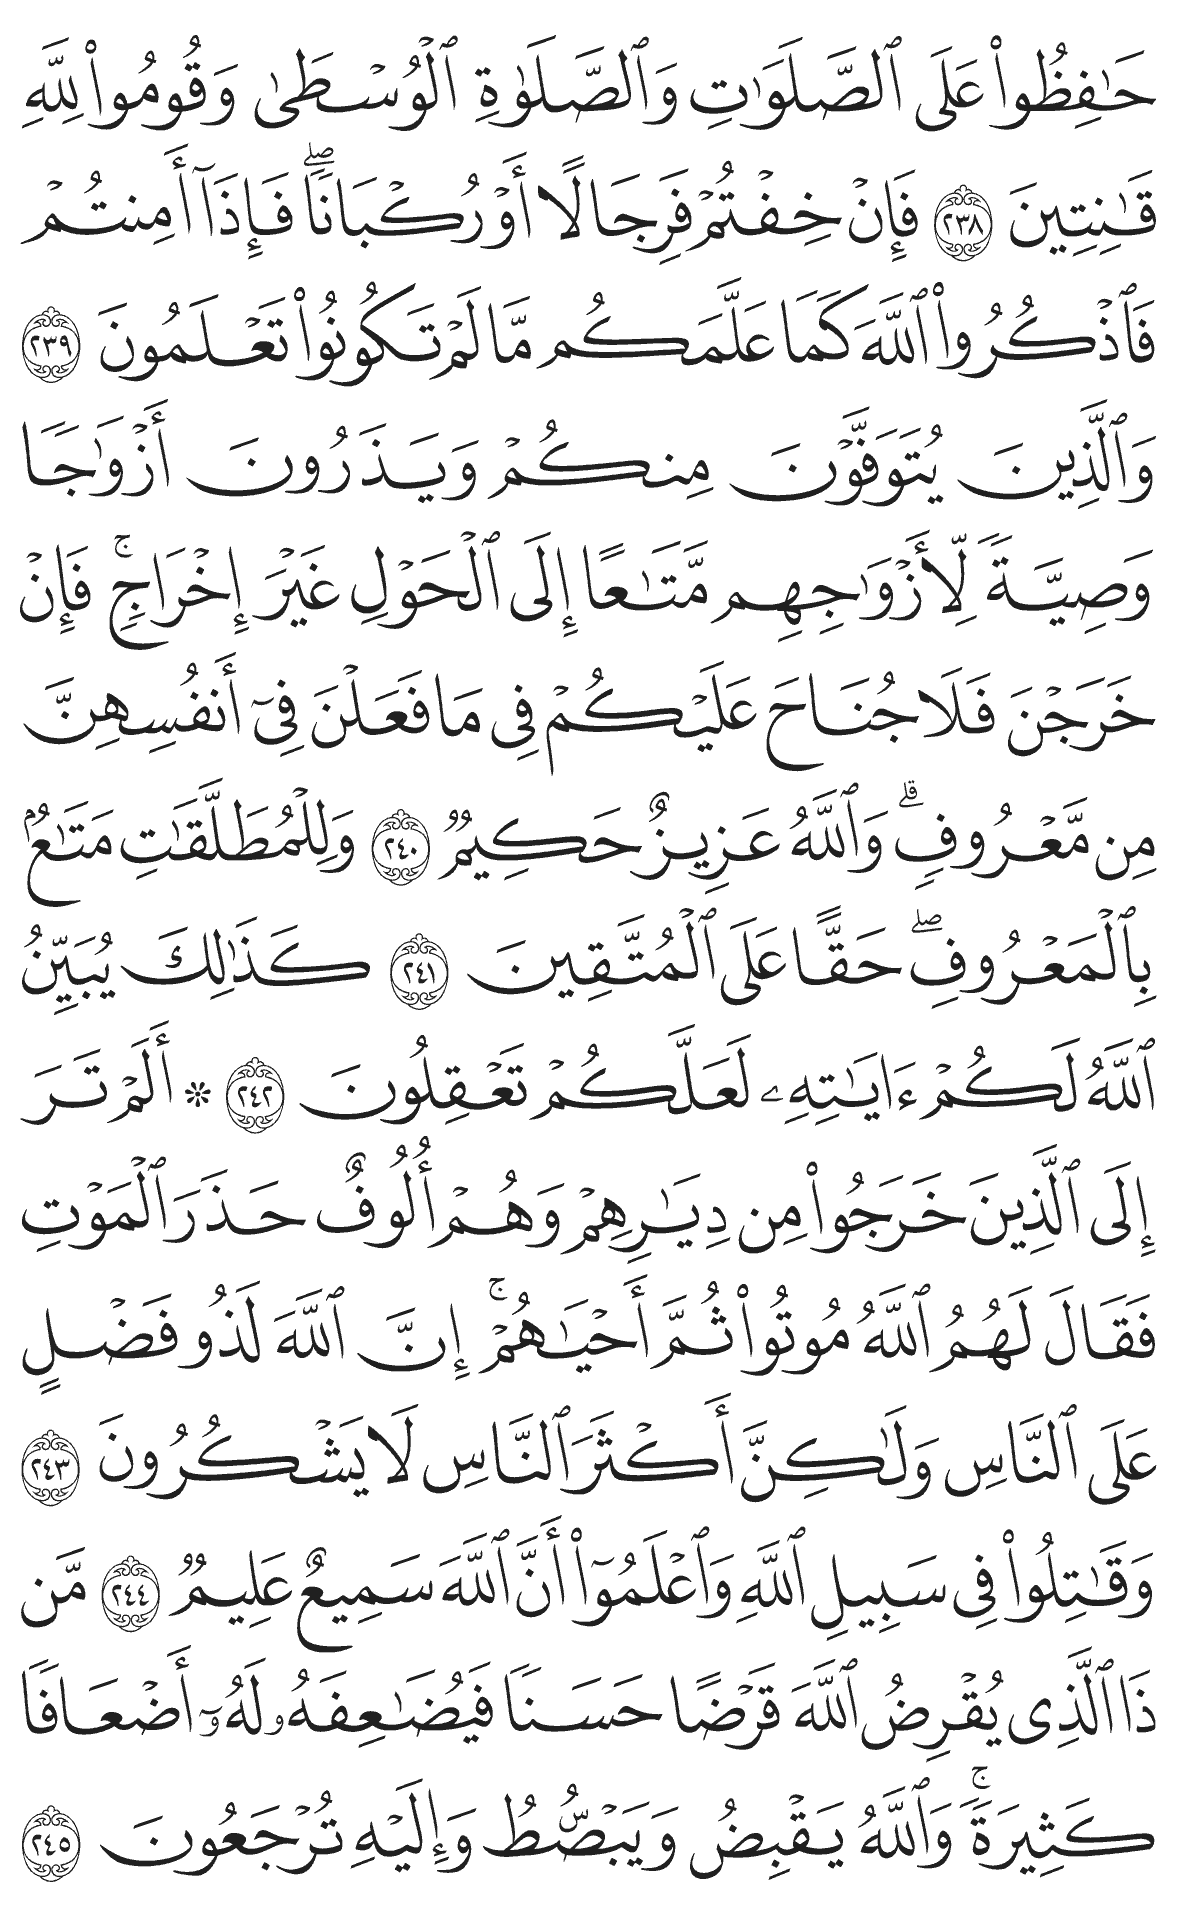 حَٰفِظُوا۟ عَلَى ٱلصَّلَوَٰتِ وَٱلصَّلَوٰةِ ٱلْوُسْطَىٰ وَقُومُوا۟ لِلَّهِ
قَٰنِتِينَ ٢٣٨ فَإِنْ خِفْتُمْ فَرِجَالًا أَوْ رُكْبَانًا ۖ فَإِذَآ أَمِنتُمْ
فَٱذْكُرُوا۟ ٱللَّهَ كَمَا عَلَّمَكُم مَّا لَمْ تَكُونُوا۟ تَعْلَمُونَ ٢٣٩
وَٱلَّذِينَ يُتَوَفَّوْنَ مِنكُمْ وَيَذَرُونَ أَزْوَٰجًا
وَصِيَّةً لِّأَزْوَٰجِهِم مَّتَٰعًا إِلَى ٱلْحَوْلِ غَيْرَ إِخْرَاجٍ ۚ فَإِنْ
خَرَجْنَ فَلَا جُنَاحَ عَلَيْكُمْ فِى مَا فَعَلْنَ فِىٓ أَنفُسِهِنَّ
مِن مَّعْرُوفٍ ۗ وَٱللَّهُ عَزِيزٌ حَكِيمٌ ٢٤٠ وَلِلْمُطَلَّقَٰتِ مَتَٰعٌۢ
بِٱلْمَعْرُوفِ ۖ حَقًّا عَلَى ٱلْمُتَّقِينَ ٢٤١ كَذَٰلِكَ يُبَيِّنُ
ٱللَّهُ لَكُمْ ءَايَٰتِهِۦ لَعَلَّكُمْ تَعْقِلُونَ ٢٤٢ ۞ أَلَمْ تَرَ
إِلَى ٱلَّذِينَ خَرَجُوا۟ مِن دِيَٰرِهِمْ وَهُمْ أُلُوفٌ حَذَرَ ٱلْمَوْتِ
فَقَالَ لَهُمُ ٱللَّهُ مُوتُوا۟ ثُمَّ أَحْيَٰهُمْ ۚ إِنَّ ٱللَّهَ لَذُو فَضْلٍ
عَلَى ٱلنَّاسِ وَلَٰكِنَّ أَكْثَرَ ٱلنَّاسِ لَا يَشْكُرُونَ ٢٤٣
وَقَٰتِلُوا۟ فِى سَبِيلِ ٱللَّهِ وَٱعْلَمُوٓا۟ أَنَّ ٱللَّهَ سَمِيعٌ عَلِيمٌ ٢٤٤ مَّن
ذَا ٱلَّذِى يُقْرِضُ ٱللَّهَ قَرْضًا حَسَنًا فَيُضَٰعِفَهُۥ لَهُۥٓ أَضْعَافًا
كَثِيرَةً ۚ وَٱللَّهُ يَقْبِضُ وَيَبْصُۜطُ وَإِلَيْهِ تُرْجَعُونَ ٢٤٥